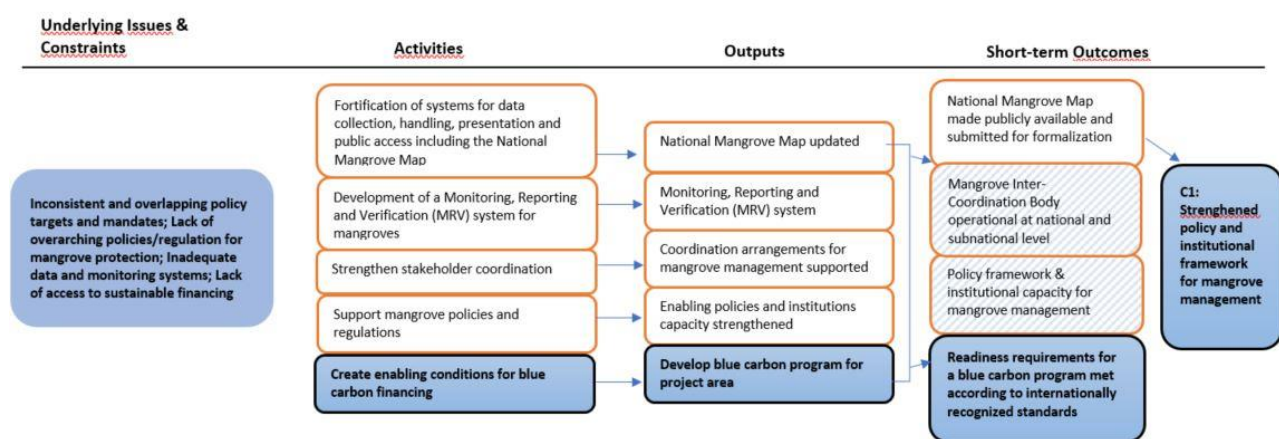 Underlying Issues &
Constraints
Activities
Outputs
Short-term Outcomes
Inconsistent and overlapping policy
targets and mandates; Lack of
overarching policies/regulation for
mangrove protection; Inadequate
data and monitoring systems; Lack
of access to sustainable financing
Fortification of systems for data
collection, handling, presentation and
public access including the National
Mangrove Map
Development of a Monitoring, Reporting
and Verification (MRV) system for
mangroves
Strengthen stakeholder coordination
Support mangrove policies and
regulations
Create enabling conditions for blue
carbon financing
National Mangrove Map updated
Monitoring, Reporting and
Verification (MRV) system
Coordination arrangements for
mangrove management supported
Enabling policies and institutions
capacity strengthened
Develop blue carbon program for
project area
National Mangrove Map
made publicly available and
submitted for formalization
Mangrove Inter-
Coordination Body
operational at national and
subnational level
Policy framework &
institutional capacity for
mangrove management
Readiness requirements for
a blue carbon program met
according to internationally
recognized standards
C1:
Strenghened
policy and
institutional
framework
for mangrove
management